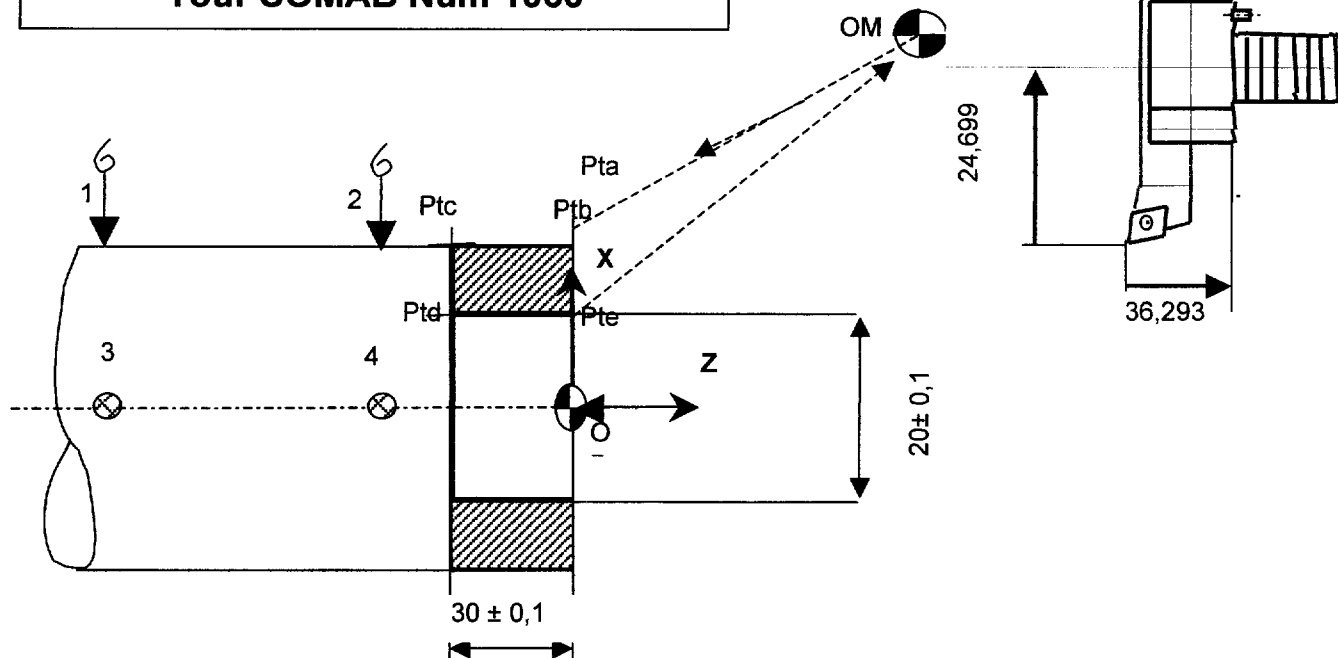 Tour SOMAB Num 1060
OM
24,699
36,293
6
6
1
2
Pta
Ptc
Ptb
X
Ptd
Pte
3
4
Z
O
20± 0,1
30 ± 0,1